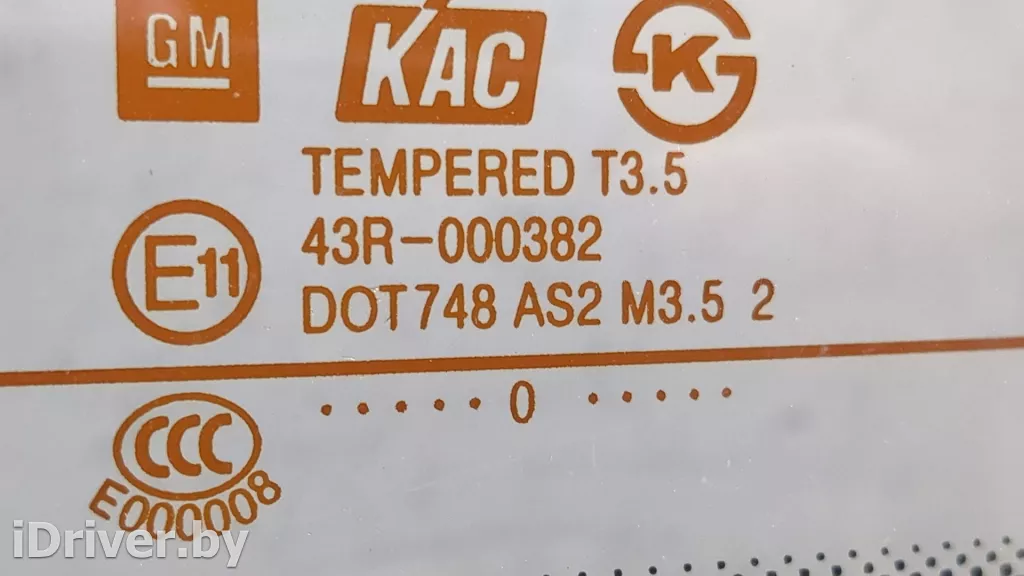 GM KAC K
TEMPERED T3.5
43R-000382
E11
DOT748 AS2 M3.5 2
•••••0 •••••
CCC
E000008
iDriver.by